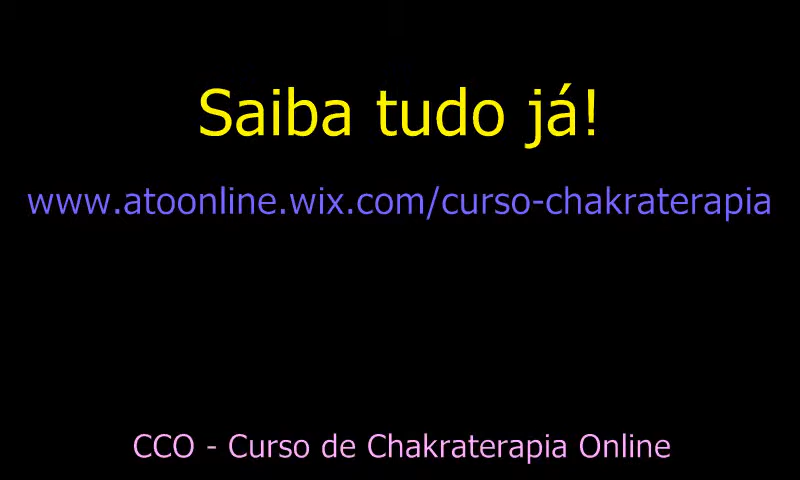 Saiba tudo já!
www.atoonline.wix.com/curso-chakraterapia
CCO - Curso de Chakraterapia Online